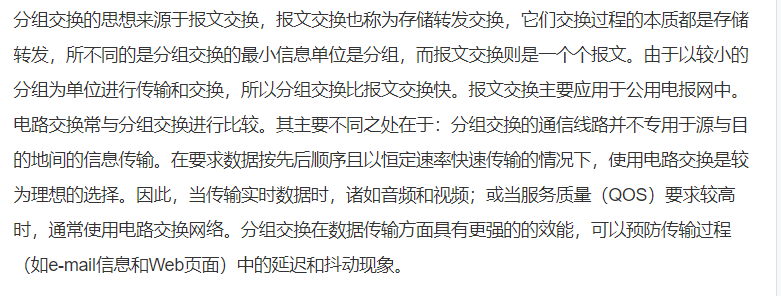 分组交换的思想来源于报文交换，报文交换也称为存储转发交换，它们交换过程的本质都是存储
转发，所不同的是分组交换的最小信息单位是分组，而报文交换则是一个个报文。由于以较小的
分组为单位进行传输和交换，所以分组交换比报文交换快。报文交换主要应用于公用电报网中。
电路交换常与分组交换进行比较。其主要不同之处在于：分组交换的通信线路并不专用于源与目
的地间的信息传输。在要求数据按先后顺序且以恒定速率快速传输的情况下，使用电路交换是较
为理想的选择。因此，当传输实时数据时，诸如音频和视频；或当服务质量（QOS）要求较高
时，通常使用电路交换网络。分组交换在数据传输方面具有更强的的效能，可以预防传输过程
（如e-mail信息和Web页面）中的延迟和抖动现象。